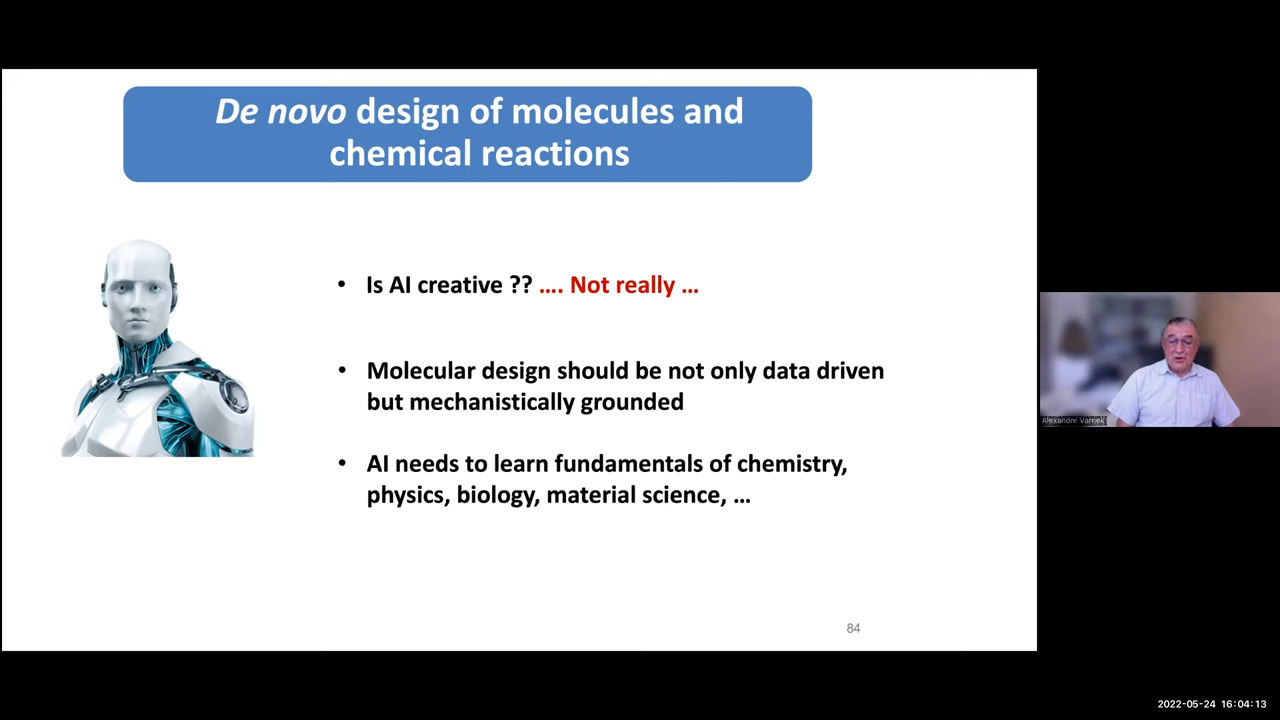 De novo design of molecules and
chemical reactions
• Is AI creative ?? .... Not really ...
• Molecular design should be not only data driven
but mechanistically grounded
• AI needs to learn fundamentals of chemistry,
physics, biology, material science, ...
84
Alexandre Varnek
2022-05-24 16:04:13